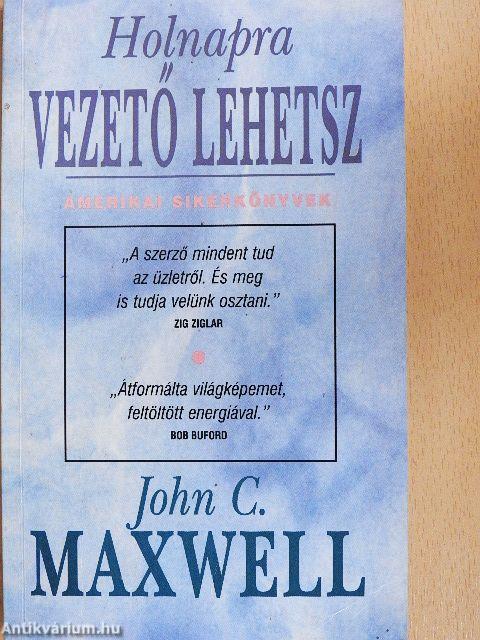 Holnapra
VEZETŐ LEHETSZ
AMERIKAI SIKERKÖNYVEK
„A szerző mindent tud
az üzletről. És meg
is tudja velünk osztani.”
ZIG ZIGLAR
„Átformálta világképemet,
feltöltött energiával.”
BOB BUFORD
John C.
MAXWELL
Antikvárium.hu